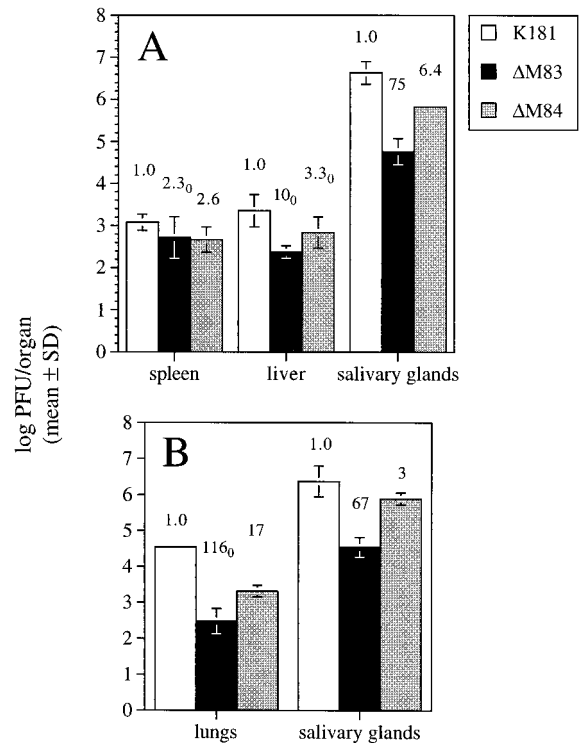 A
K181
ΔM83
ΔM84
8
7
6
5
4
3
2
1
0
1.0
2.3₀
2.6
1.0
10₀
3.3₀
1.0
75
6.4
spleen
liver
salivary glands
log PFU/organ
(mean ± SD)
B
8
7
6
5
4
3
2
1
0
1.0
116₀
17
1.0
67
3
lungs
salivary glands